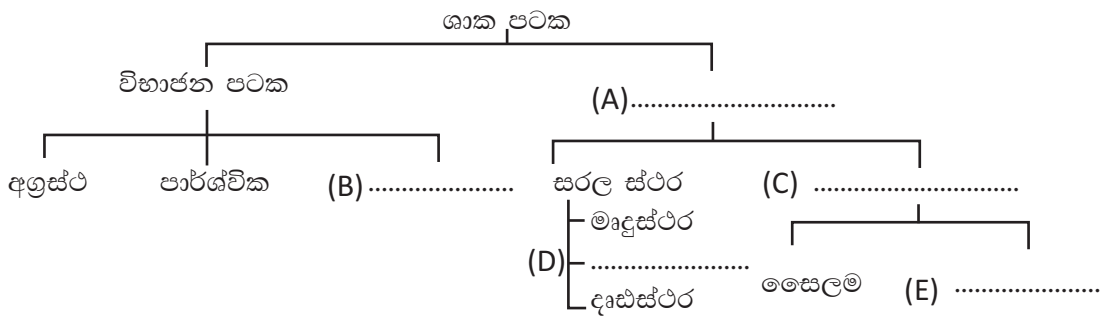 ශාක පටක
විභාජන පටක
(A)..............................
අග්‍රස්ථ පාර්ශ්වික (B) ..................... සරල ස්ථර (C) ..............................
මෘදුස්ථර
(D) ....................... සෛලම (E) .....................
දෘඪස්ථර